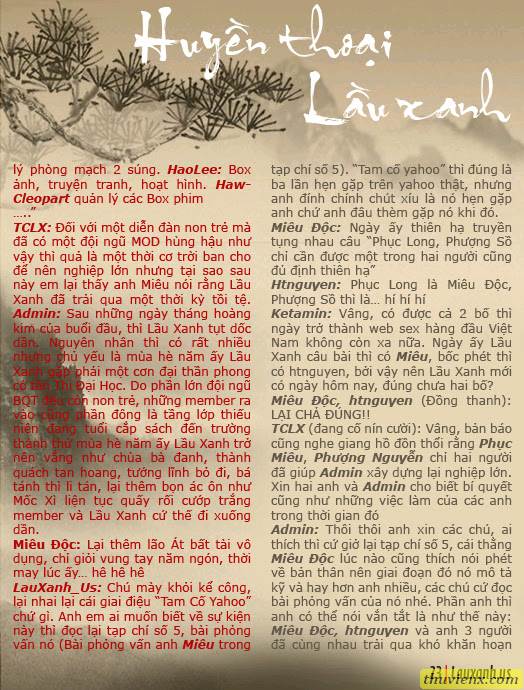 Huyền thoại
Lầu xanh
lý phòng mạch 2 súng. HaoLee: Box
ảnh, truyện tranh, hoạt hình. Haw-
Cleopart quản lý các Box phim
…..”
TCLX: Đối với một diễn đàn non trẻ mà
đã có một đội ngũ MOD hùng hậu như
vậy thì quả là một thời cơ trời ban cho
để nên nghiệp lớn nhưng tại sao sau
này em lại thấy anh Miêu nói rằng Lầu
Xanh đã trải qua một thời kỳ tồi tệ.
Admin: Sau những ngày tháng hoàng
kim của buổi đầu, thì Lầu Xanh tụt dốc
dần. Nguyên nhân thì có rất nhiều
nhưng chủ yếu là mùa hè năm ấy Lầu
Xanh gặp phải một cơn đại thần phong
có tên Thi Đại Học. Do phần lớn đội ngũ
BQT đều còn non trẻ, những member ra
vào cũng phần đông là tầng lớp thiếu
niên đang tuổi cắp sách đến trường
thành thử mùa hè năm ấy Lầu Xanh trở
nên vắng như chùa bà đanh, thành
quách tan hoang, tướng lĩnh bỏ đi, bá
tánh thì li tán, lại thêm bọn ác ôn như
Mốc Xì liện tục quấy rối cướp trắng
member và Lầu Xanh cứ thế đi xuống
dần.
Miêu Độc: Lại thêm lão Át bất tài vô
dụng, chỉ giỏi vung tay năm ngón, thời
may lúc ấy… hê hê hê
LauXanh_Us: Chú mày khỏi kể công,
lại nhai lại cái giai điệu “Tam Cố Yahoo”
chứ gì. Anh em ai muốn biết về sự kiện
này thì đọc lại tạp chí số 5, bài phỏng
vấn nó (Bài phỏng vấn anh Miêu trong
tạp chí số 5). “Tam cố yahoo” thì đúng là
ba lần hẹn gặp trên yahoo thật, nhưng
anh đính chính chút xíu là nó hẹn gặp
anh chứ anh đâu thèm gặp nó khi đó.
Miêu Độc: Ngày ấy thiên hạ truyền
tụng nhau câu “Phục Long, Phượng Sồ
chỉ cần được một trong hai người cũng
đủ định thiên hạ”
Htnguyen: Phục Long là Miêu Độc,
Phượng Sồ thì là… hí hí hí
Ketamin: Vâng, có được cả 2 bố thì
ngày trở thành web sex hàng đầu Việt
Nam không còn xa nữa. Ngày ấy Lầu
Xanh câu bài thì có Miêu, bốc phét thì
có htnguyen, bởi vậy nên Lầu Xanh mới
có ngày hôm nay, đúng chưa hai bố?
Miêu Độc, htnguyen (Đồng thanh):
LẠI CHẢ ĐÚNG!!
TCLX (đang cố nín cười): Vâng, bản báo
cũng nghe giang hồ đồn thổi rằng Phục
Miêu, Phượng Nguyễn chỉ hai người
đã giúp Admin xây dựng lại nghiệp lớn.
Xin hai anh và Admin cho biết bí quyết
cũng như những việc làm của các anh
trong thời gian đó
Admin: Thôi thôi anh xin các chú, ai
thích thì cứ giở lại tạp chí số 5, cái thằng
Miêu Độc lúc nào cũng thích nói phét
về bản thân nên giai đoạn đó nó mô tả
kỹ và hay hơn anh nhiều, các chú cứ đọc
bài phỏng vấn của nó nhé. Phần anh thì
anh có thể nói vắn tắt là như thế này:
Miêu Độc, htnguyen và anh 3 người
đã cùng nhau trải qua khó khăn hoạn
23 | Lauxanh.us
thuvienx.com